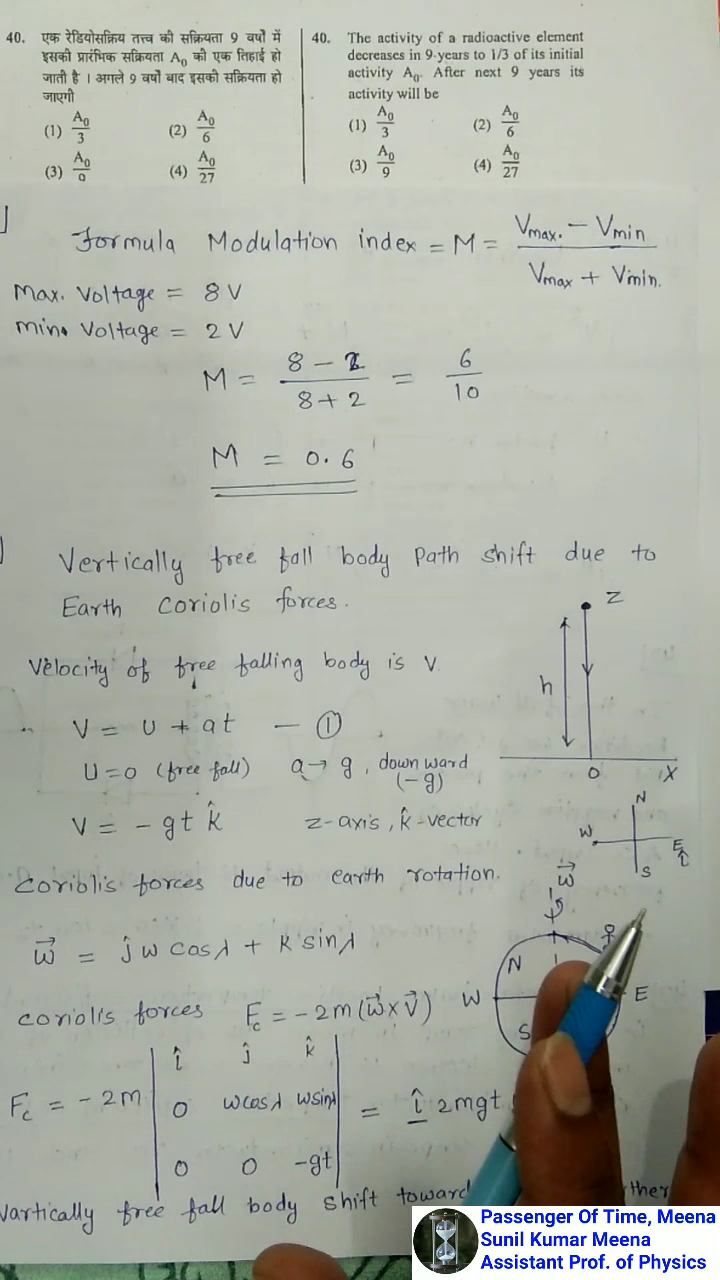 40. एक रेडियोसक्रिय तत्त्व की सक्रियता 9 वर्षों में
इसकी प्रारंभिक सक्रियता A₀ की एक तिहाई हो
जाती है । अगले 9 वर्षों बाद इसकी सक्रियता हो
जाएगी
(1) A₀/3 (2) A₀/6
(3) A₀/9 (4) A₀/27
40. The activity of a radioactive element
decreases in 9-years to 1/3 of its initial
activity A₀. After next 9 years its
activity will be
(1) A₀/3 (2) A₀/6
(3) A₀/9 (4) A₀/27
Formula Modulation index = M = (Vmax. − Vmin) / (Vmax + Vmin.)
Max. Voltage = 8 V
min. Voltage = 2 V
M = (8 − 2) / (8 + 2) = 6/10
M = 0.6
Vertically free fall body Path shift due to
Earth Coriolis forces.
Z
h
O X
Velocity of free falling body is V
V = U + at — ①
U=0 (free fall) a→ g, down ward
(−g)
V = − gt k̂ z-axis, k̂-vector
N
W E î
S
Coriolis forces due to earth rotation.
ω⃗
ω⃗ = ĵ ω cosλ + k sinλ
N
W E
S
coriolis forces F_c = −2m (ω⃗×V⃗)
F_c = −2m | î ĵ k̂ |
| 0 ωcosλ ωsinλ | = î 2mgt
| 0 0 −gt |
Vartically free fall body shift
Passenger Of Time, Meena
Sunil Kumar Meena
Assistant Prof. of Physics